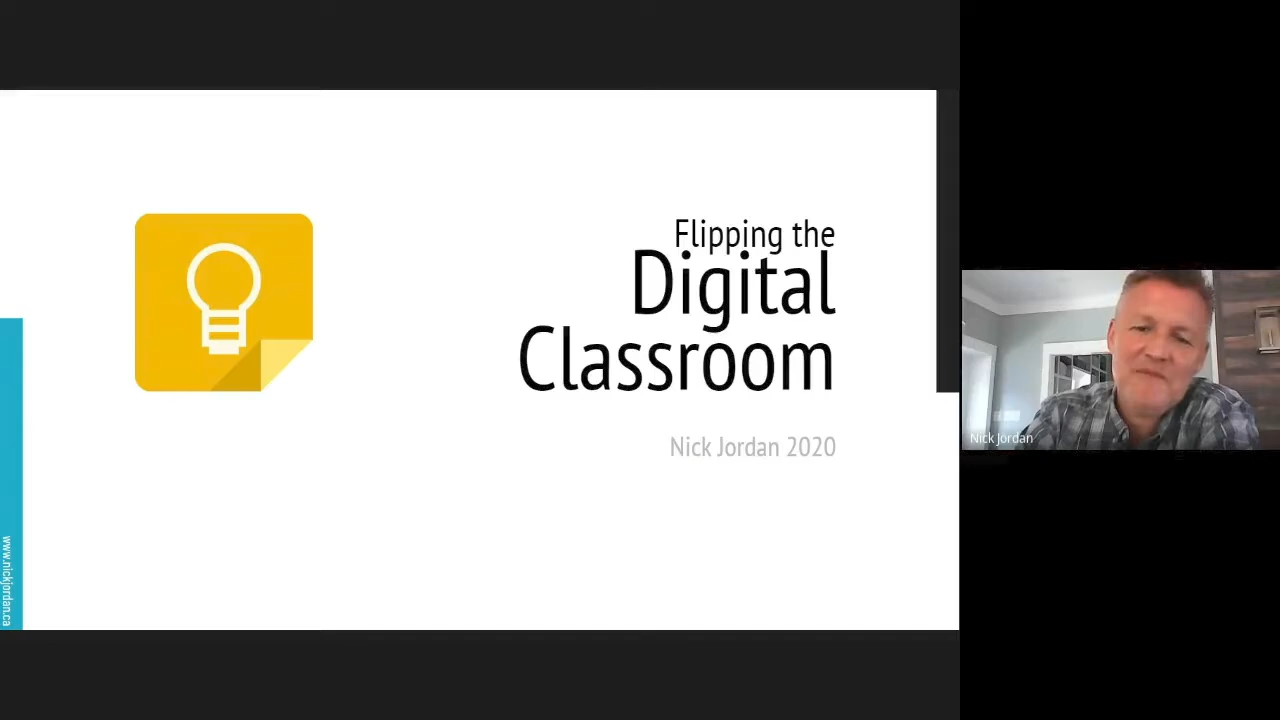 Flipping the
Digital
Classroom
Nick Jordan 2020
www.nickjordan.ca
Nick Jordan